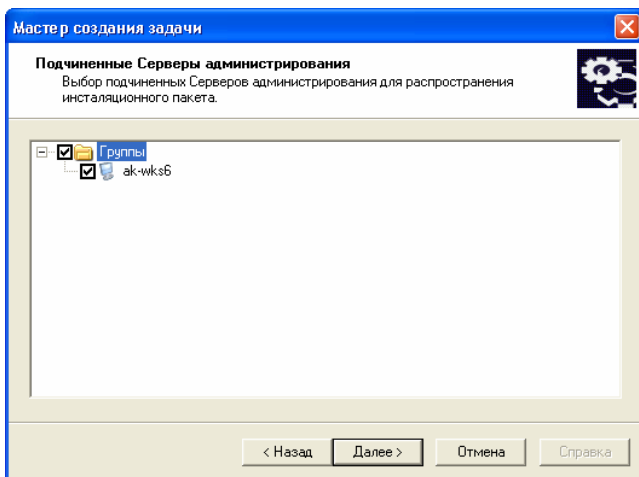 Мастер создания задачи
Подчиненные Серверы администрирования
Выбор подчиненных Серверов администрирования для распространения
инсталяционного пакета.
Группы
ak-wks6
< Назад
Далее >
Отмена
Справка